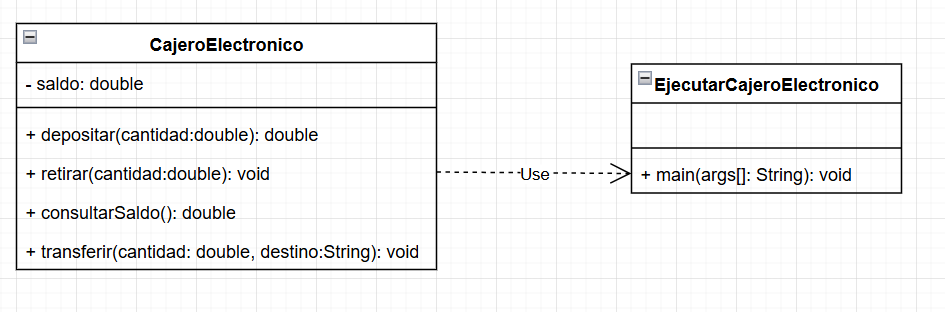 CajeroElectronico
- saldo: double
+ depositar(cantidad:double): double
+ retirar(cantidad:double): void
+ consultarSaldo(): double
+ transferir(cantidad: double, destino:String): void
Use
EjecutarCajeroElectronico
+ main(args[]: String): void